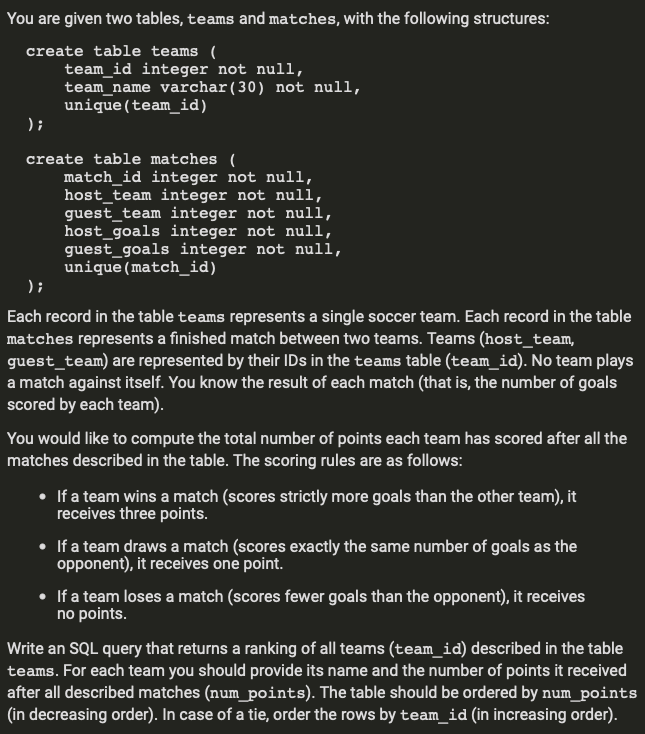 You are given two tables, teams and matches, with the following structures:
create table teams (
team_id integer not null,
team_name varchar(30) not null,
unique(team_id)
);
create table matches (
match_id integer not null,
host_team integer not null,
guest_team integer not null,
host_goals integer not null,
guest_goals integer not null,
unique(match_id)
);
Each record in the table teams represents a single soccer team. Each record in the table
matches represents a finished match between two teams. Teams (host_team,
guest_team) are represented by their IDs in the teams table (team_id). No team plays
a match against itself. You know the result of each match (that is, the number of goals
scored by each team).
You would like to compute the total number of points each team has scored after all the
matches described in the table. The scoring rules are as follows:
• If a team wins a match (scores strictly more goals than the other team), it
receives three points.
• If a team draws a match (scores exactly the same number of goals as the
opponent), it receives one point.
• If a team loses a match (scores fewer goals than the opponent), it receives
no points.
Write an SQL query that returns a ranking of all teams (team_id) described in the table
teams. For each team you should provide its name and the number of points it received
after all described matches (num_points). The table should be ordered by num_points
(in decreasing order). In case of a tie, order the rows by team_id (in increasing order).